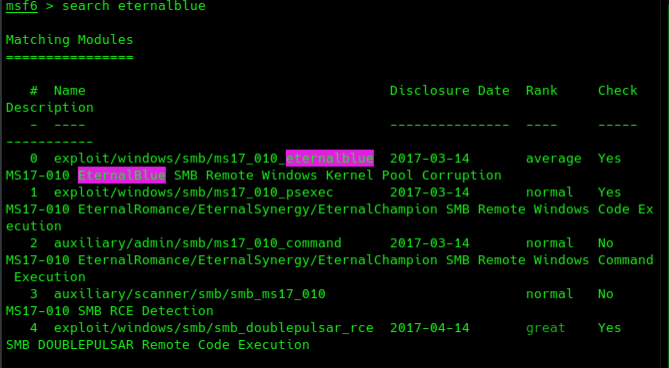 msf6 > search eternalblue
Matching Modules
================
#  Name                                      Disclosure Date  Rank     Check
Description
-  ----                                      ---------------  ----     -----
-----------
0  exploit/windows/smb/ms17_010_eternalblue  2017-03-14       average  Yes
MS17-010 EternalBlue SMB Remote Windows Kernel Pool Corruption
1  exploit/windows/smb/ms17_010_psexec       2017-03-14       normal   Yes
MS17-010 EternalRomance/EternalSynergy/EternalChampion SMB Remote Windows Code Ex
ecution
2  auxiliary/admin/smb/ms17_010_command      2017-03-14       normal   No
MS17-010 EternalRomance/EternalSynergy/EternalChampion SMB Remote Windows Command
Execution
3  auxiliary/scanner/smb/smb_ms17_010                         normal   No
MS17-010 SMB RCE Detection
4  exploit/windows/smb/smb_doublepulsar_rce  2017-04-14       great    Yes
SMB DOUBLEPULSAR Remote Code Execution